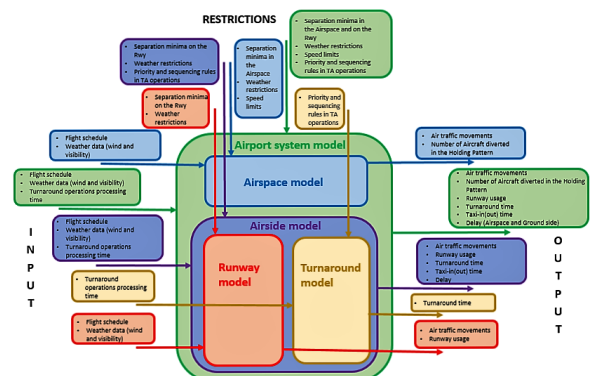 RESTRICTIONS
Separation minima on the
Rwy
Weather restrictions
Priority and sequencing rules
in TA operations
Separation
minima in
the
Airspace
Weather
restrictions
Speed
limits
Separation minima in
the Airspace and on the
Rwy
Weather restrictions
Speed limits
Priority and sequencing
rules in TA operations
Separation minima
on the Rwy
Weather
restrictions
Priority and
sequencing
rules in TA
operations
INPUT
Flight schedule
Weather data (wind and
visibility)
Flight schedule
Weather data (wind and visibility)
Turnaround operations processing
time
Flight schedule
Weather data (wind and
visibility)
Turnaround operations
processing time
Turnaround
operations processing
time
Flight schedule
Weather data (wind
and visibility)
Airport system model
Airspace model
Airside model
Runway
model
Turnaround
model
Air traffic movements
Number of Aircraft diverted
in the Holding Pattern
Air traffic movements
Number of Aircraft diverted in the Holding
Pattern
Runway usage
Turnaround time
Taxi-in(out) time
Delay (Airspace and Ground side)
Air traffic movements
Runway usage
Turnaround time
Taxi-in(out) time
Delay
Turnaround time
Air traffic movements
Runway usage
OUTPUT